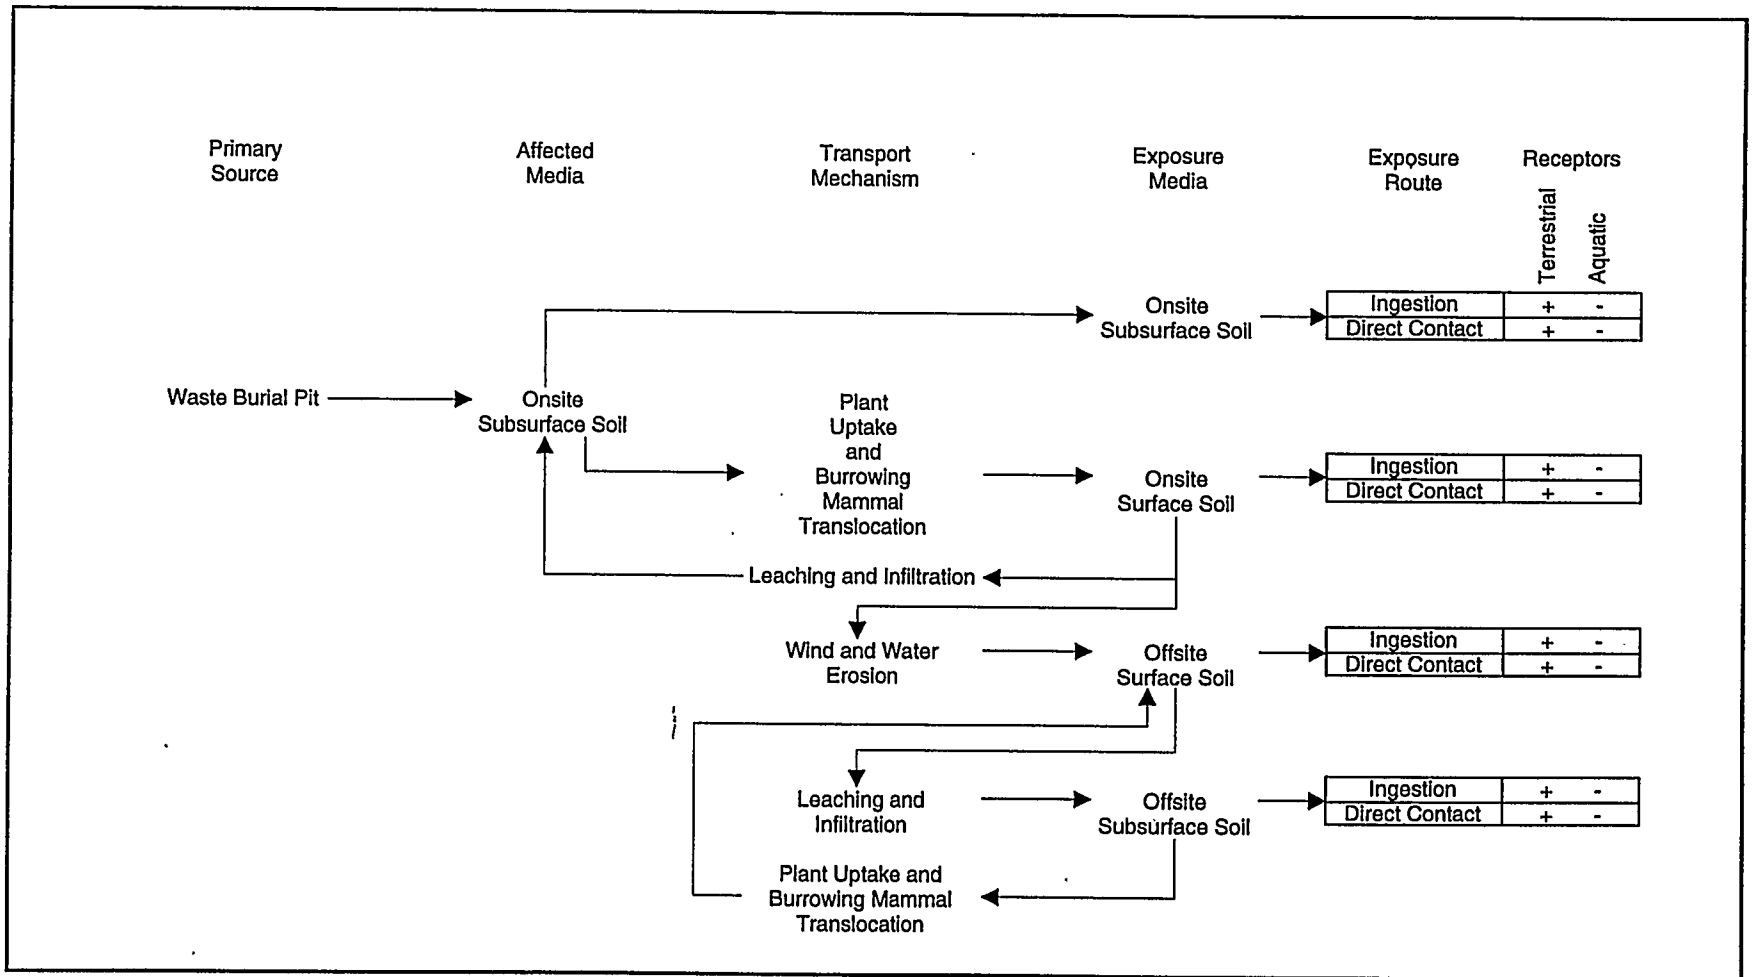 Primary
Source
Affected
Media
Transport
Mechanism
Exposure
Media
Exposure
Route
Receptors
Terrestrial
Aquatic
Onsite
Subsurface Soil
Ingestion + -
Direct Contact + -
Waste Burial Pit
Onsite
Subsurface Soil
Plant
Uptake
and
Burrowing
Mammal
Translocation
Onsite
Surface Soil
Ingestion + -
Direct Contact + -
Leaching and Infiltration
Wind and Water
Erosion
Offsite
Surface Soil
Ingestion + -
Direct Contact + -
Leaching and
Infiltration
Offsite
Subsurface Soil
Ingestion + -
Direct Contact + -
Plant Uptake and
Burrowing Mammal
Translocation